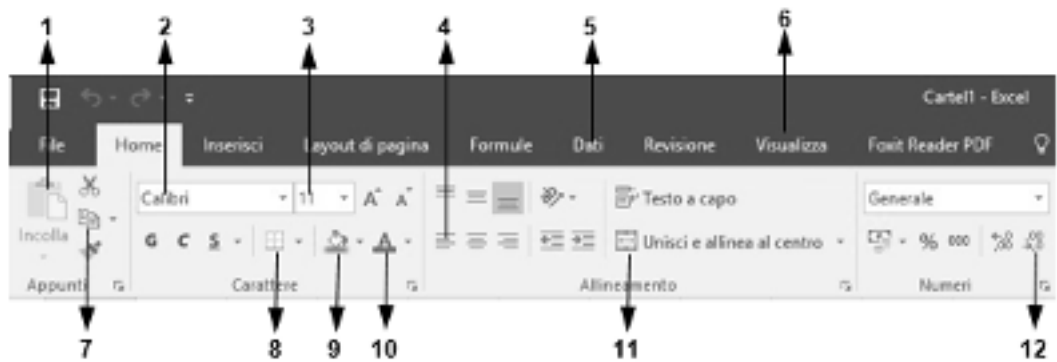 1 2 3 4 5 6
Cartel1 - Excel
File Home Inserisci Layout di pagina Formule Dati Revisione Visualizza Foxit Reader PDF
Calibri 11 A A Testo a capo Generale
Incolla G C S A Unisci e allinea al centro % 000 ,00
Appunti Carattere Allineamento Numeri
7 8 9 10 11 12